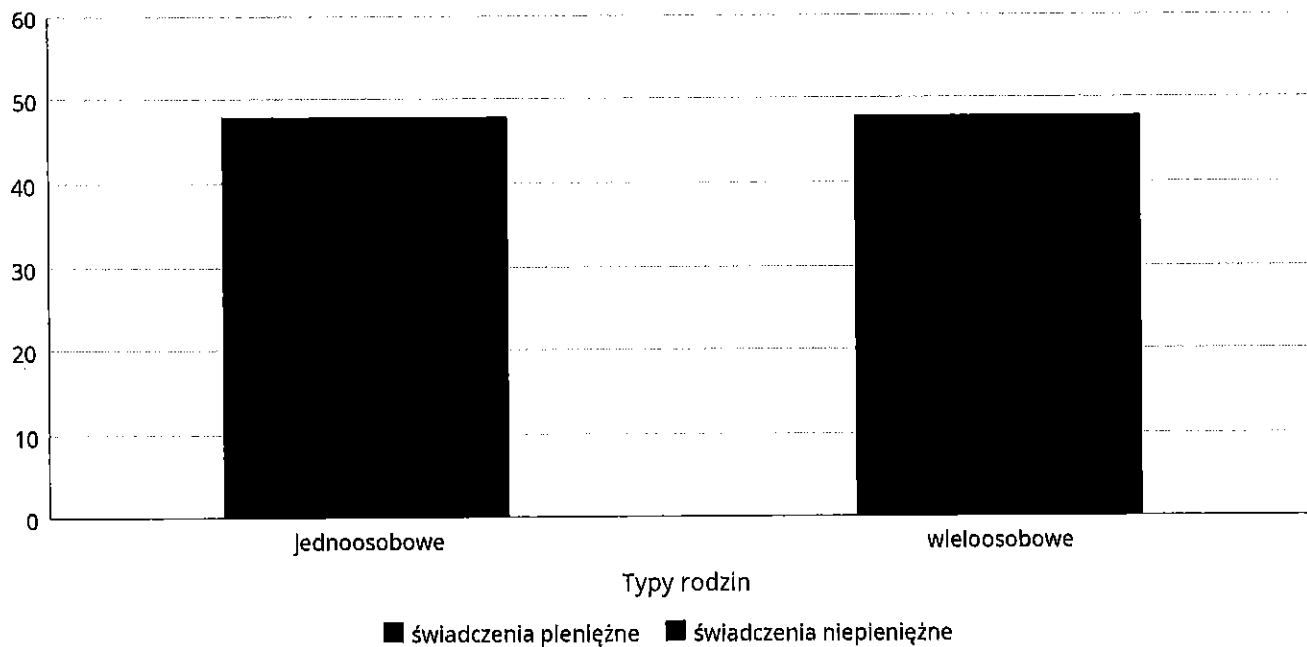 60
50
40
30
20
10
0
jednoosobowe
wieloosobowe
Typy rodzin
świadczenia pieniężne
świadczenia niepieniężne